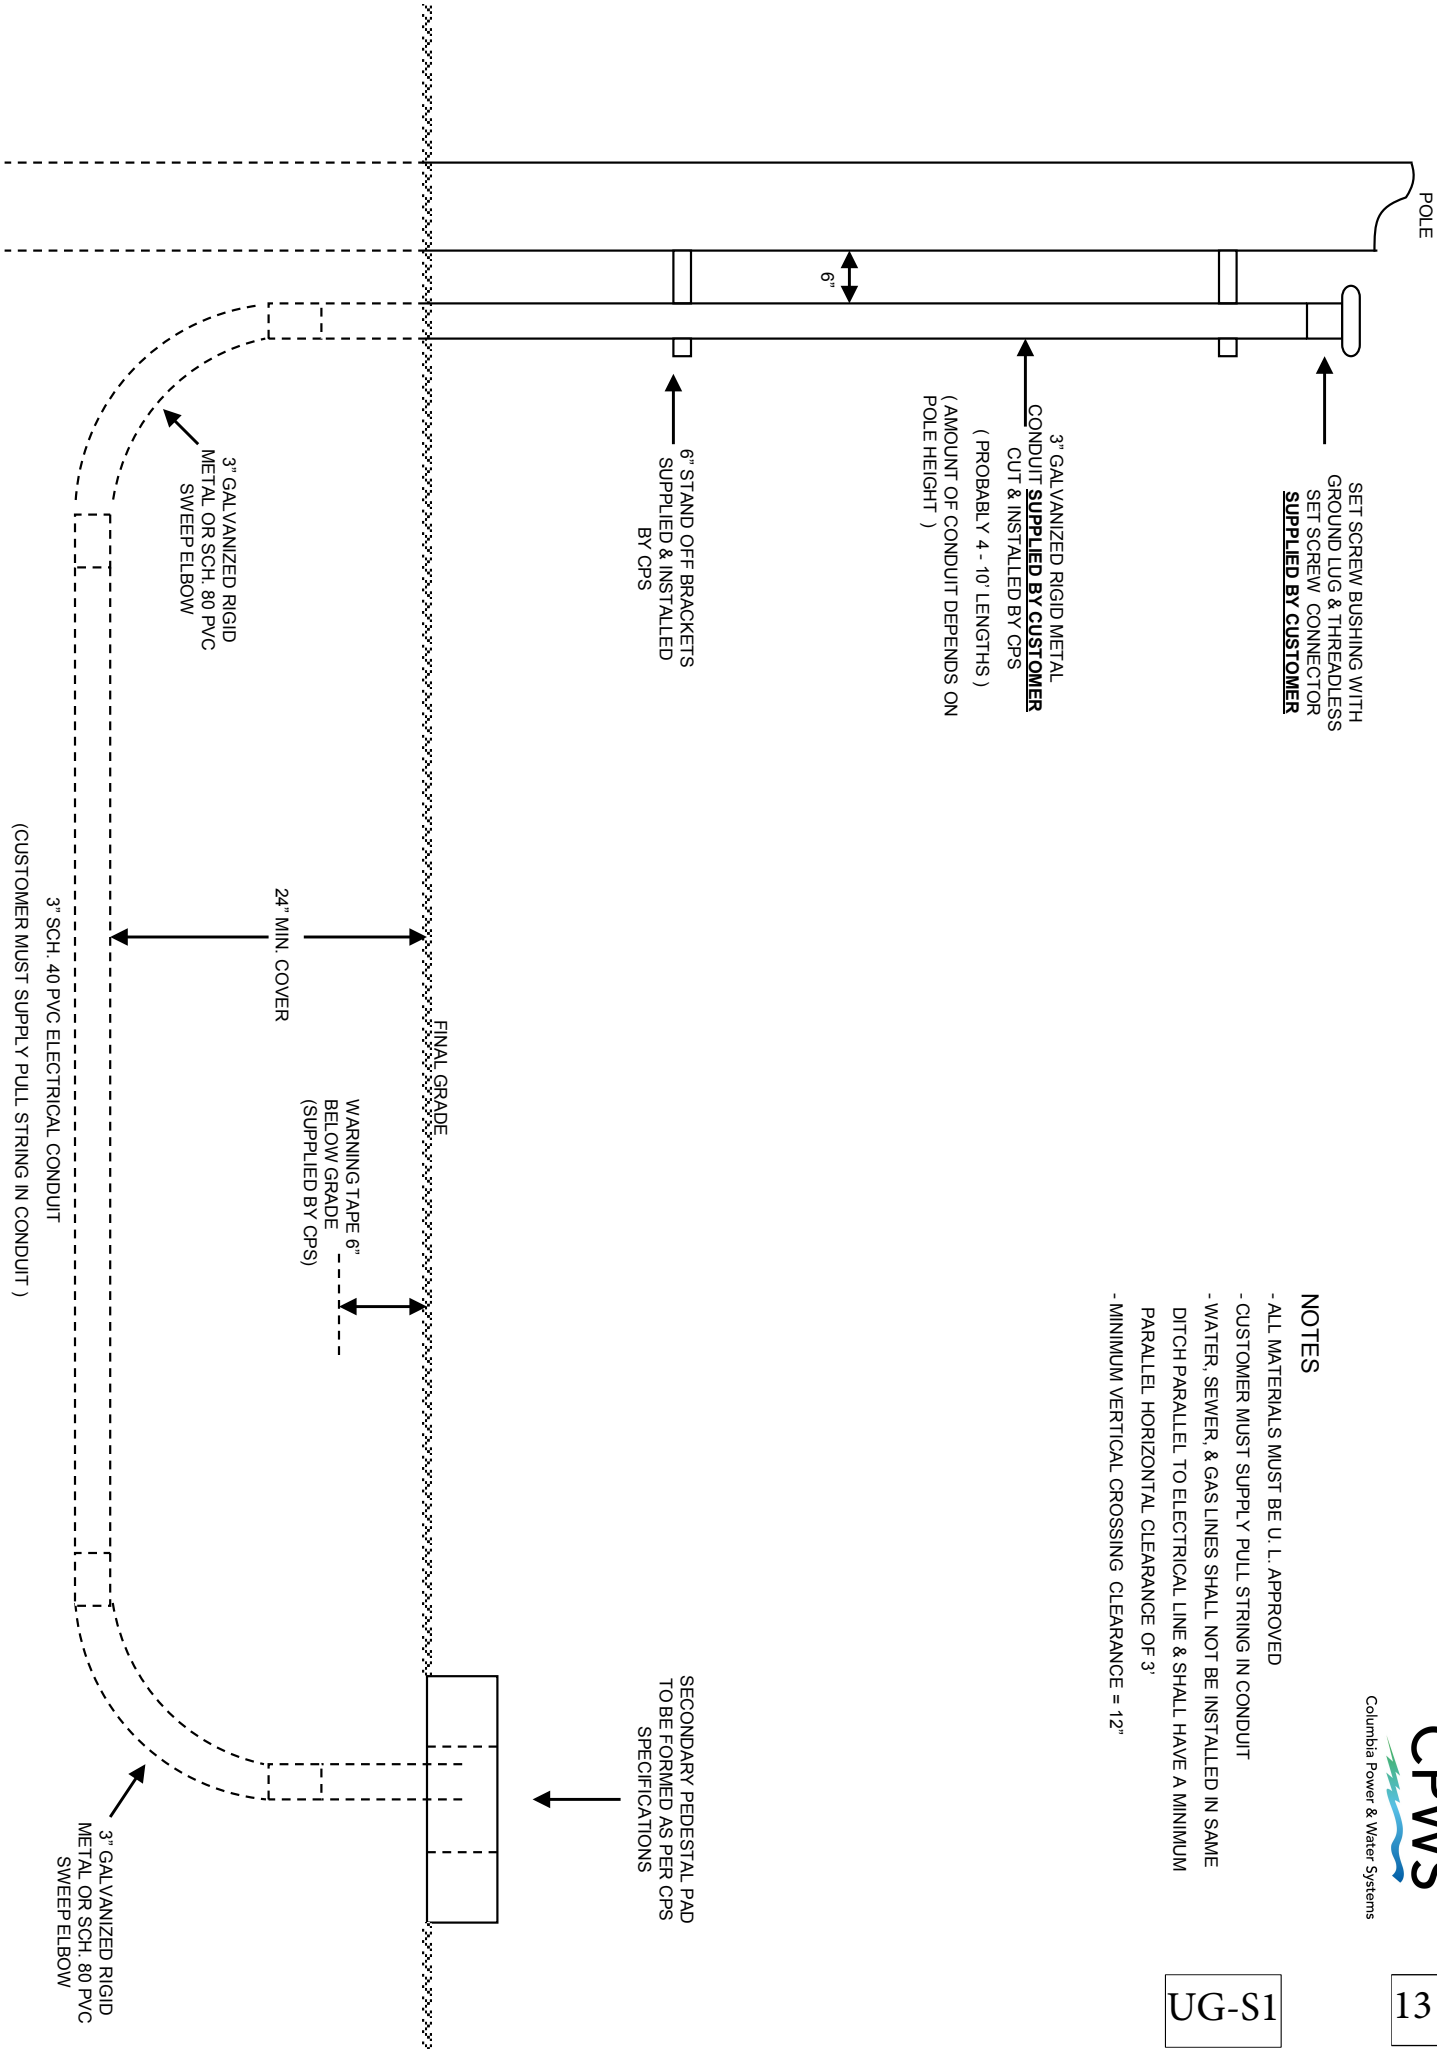 CPWS
Columbia Power & Water Systems
13
UG-S1
POLE
SET SCREW BUSHING WITH
GROUND LUG & THREADLESS
SET SCREW CONNECTOR
SUPPLIED BY CUSTOMER
NOTES
- ALL MATERIALS MUST BE U. L. APPROVED
- CUSTOMER MUST SUPPLY PULL STRING IN CONDUIT
- WATER, SEWER, & GAS LINES SHALL NOT BE INSTALLED IN SAME
DITCH PARALLEL TO ELECTRICAL LINE & SHALL HAVE A MINIMUM
PARALLEL HORIZONTAL CLEARANCE OF 3'
- MINIMUM VERTICAL CROSSING CLEARANCE = 12"
3" GALVANIZED RIGID METAL
CONDUIT SUPPLIED BY CUSTOMER
CUT & INSTALLED BY CPS
( PROBABLY 4 - 10' LENGTHS )
( AMOUNT OF CONDUIT DEPENDS ON
POLE HEIGHT )
6"
6" STAND OFF BRACKETS
SUPPLIED & INSTALLED
BY CPS
SECONDARY PEDESTAL PAD
TO BE FORMED AS PER CPS
SPECIFICATIONS
FINAL GRADE
WARNING TAPE 6"
BELOW GRADE
(SUPPLIED BY CPS)
24" MIN. COVER
3" GALVANIZED RIGID
METAL OR SCH. 80 PVC
SWEEP ELBOW
3" GALVANIZED RIGID
METAL OR SCH. 80 PVC
SWEEP ELBOW
3" SCH. 40 PVC ELECTRICAL CONDUIT
(CUSTOMER MUST SUPPLY PULL STRING IN CONDUIT )